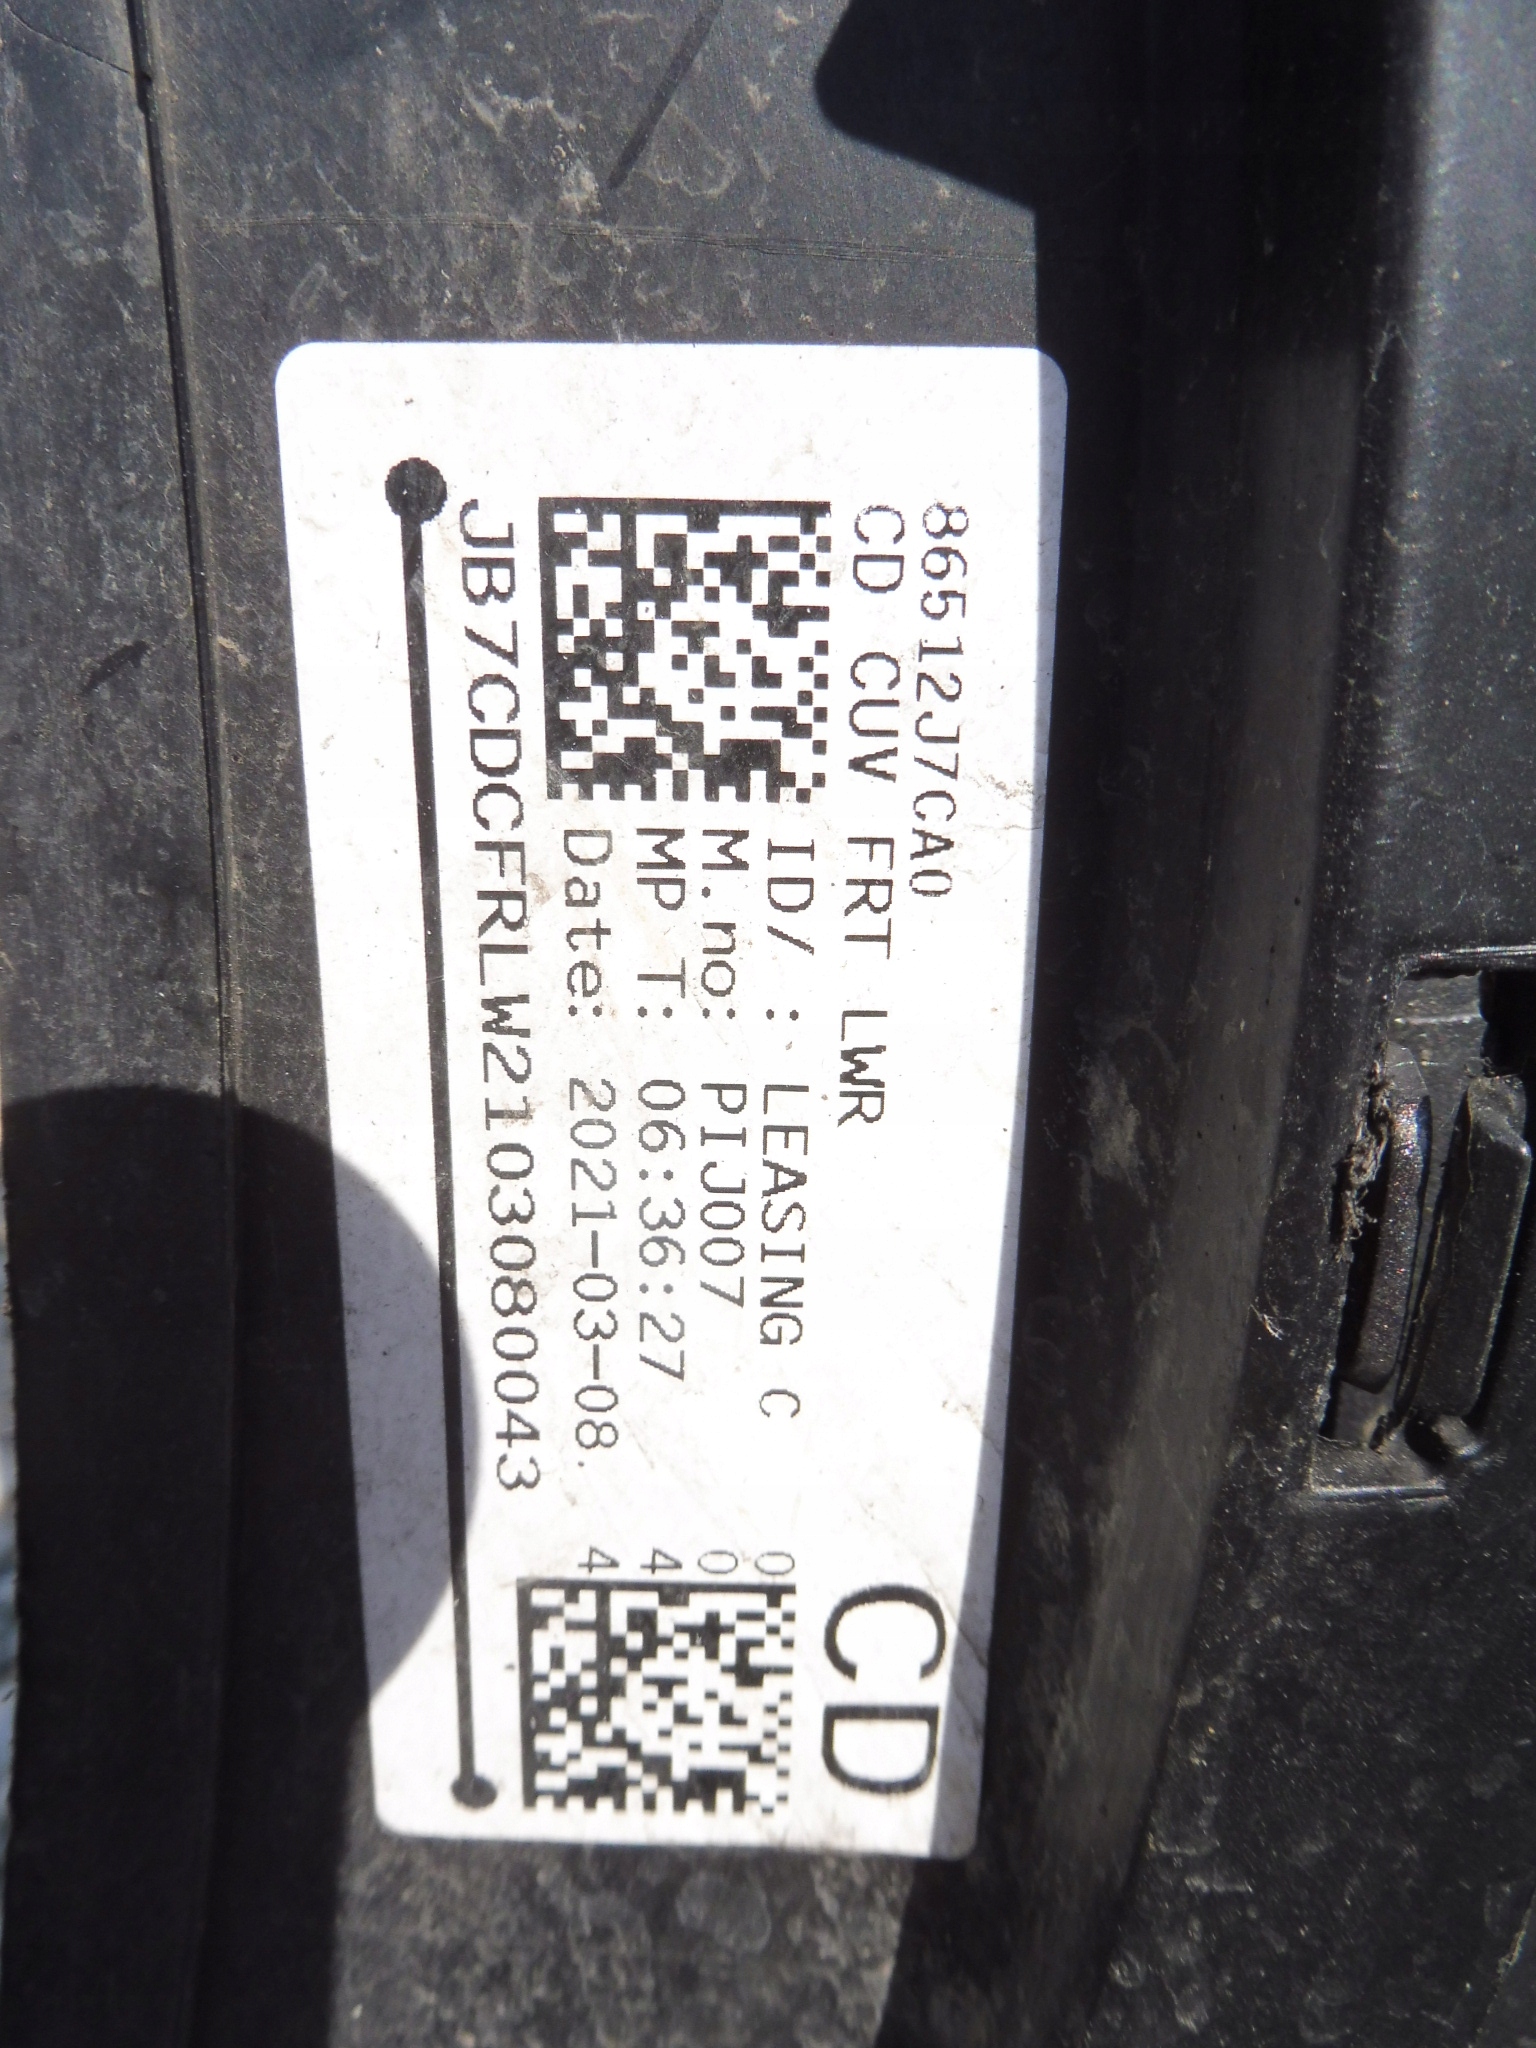 86512J7CA0
CD CUV FRT LWR
CD
ID/ : LEASING C
M.no: PIJ007
MP T: 06:36:27
Date: 2021-03-08.
0
0
4
4
JB7CDCFRLW2103080043